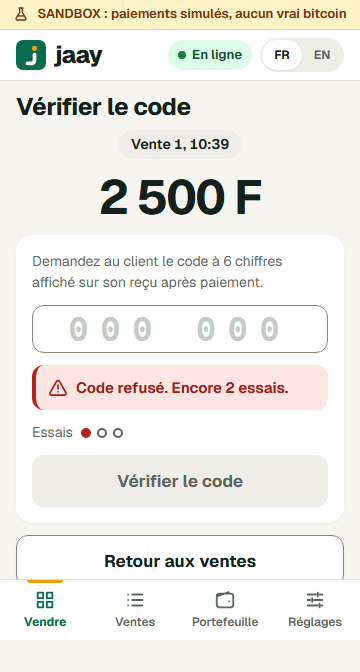 SANDBOX : paiements simulés, aucun vrai bitcoin
jaay
En ligne
FR
EN
Vérifier le code
Vente 1, 10:39
2 500 F
Demandez au client le code à 6 chiffres
affiché sur son reçu après paiement.
000 000
Code refusé. Encore 2 essais.
Essais
Vérifier le code
Retour aux ventes
Vendre
Ventes
Portefeuille
Réglages